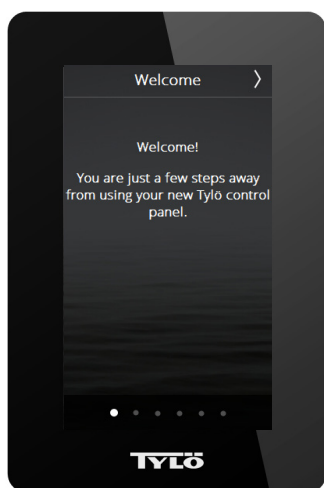 Welcome
Welcome!
You are just a few steps away
from using your new Tylö control
panel.
TYLÖ